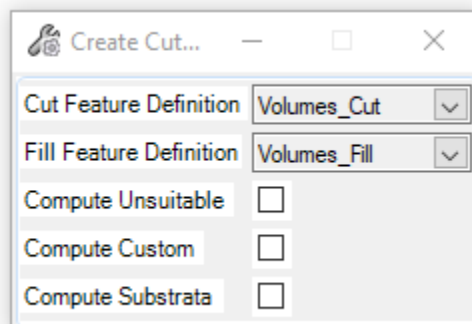 Create Cut...
Cut Feature Definition Volumes_Cut
Fill Feature Definition Volumes_Fill
Compute Unsuitable
Compute Custom
Compute Substrata